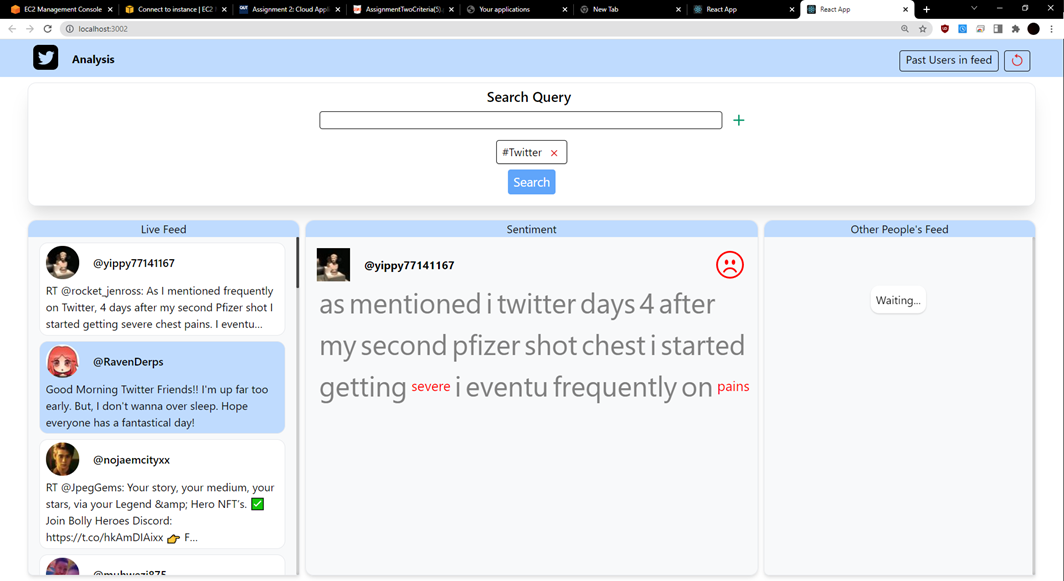 EC2 Management Console
Connect to instance | EC2
Assignment 2: Cloud Appli
AssignmentTwoCriteria(5).
Your applications
New Tab
React App
React App
localhost:3002
Analysis
Past Users in feed
Search Query
#Twitter
Search
Live Feed
@yippy77141167
RT @rocket_jenross: As I mentioned frequently
on Twitter, 4 days after my second Pfizer shot I
started getting severe chest pains. I eventu…
@RavenDerps
Good Morning Twitter Friends!! I'm up far too
early. But, I don't wanna over sleep. Hope
everyone has a fantastical day!
@nojaemcityxx
RT @JpegGems: Your story, your medium, your
stars, via your Legend &amp; Hero NFT's. ✅
Join Bolly Heroes Discord:
https://t.co/hkAmDIAixx 👉 F…
@muhwezi875
Sentiment
@yippy77141167
as mentioned i twitter days 4 after
my second pfizer shot chest i started
getting severe i eventu frequently on pains
Other People's Feed
Waiting...